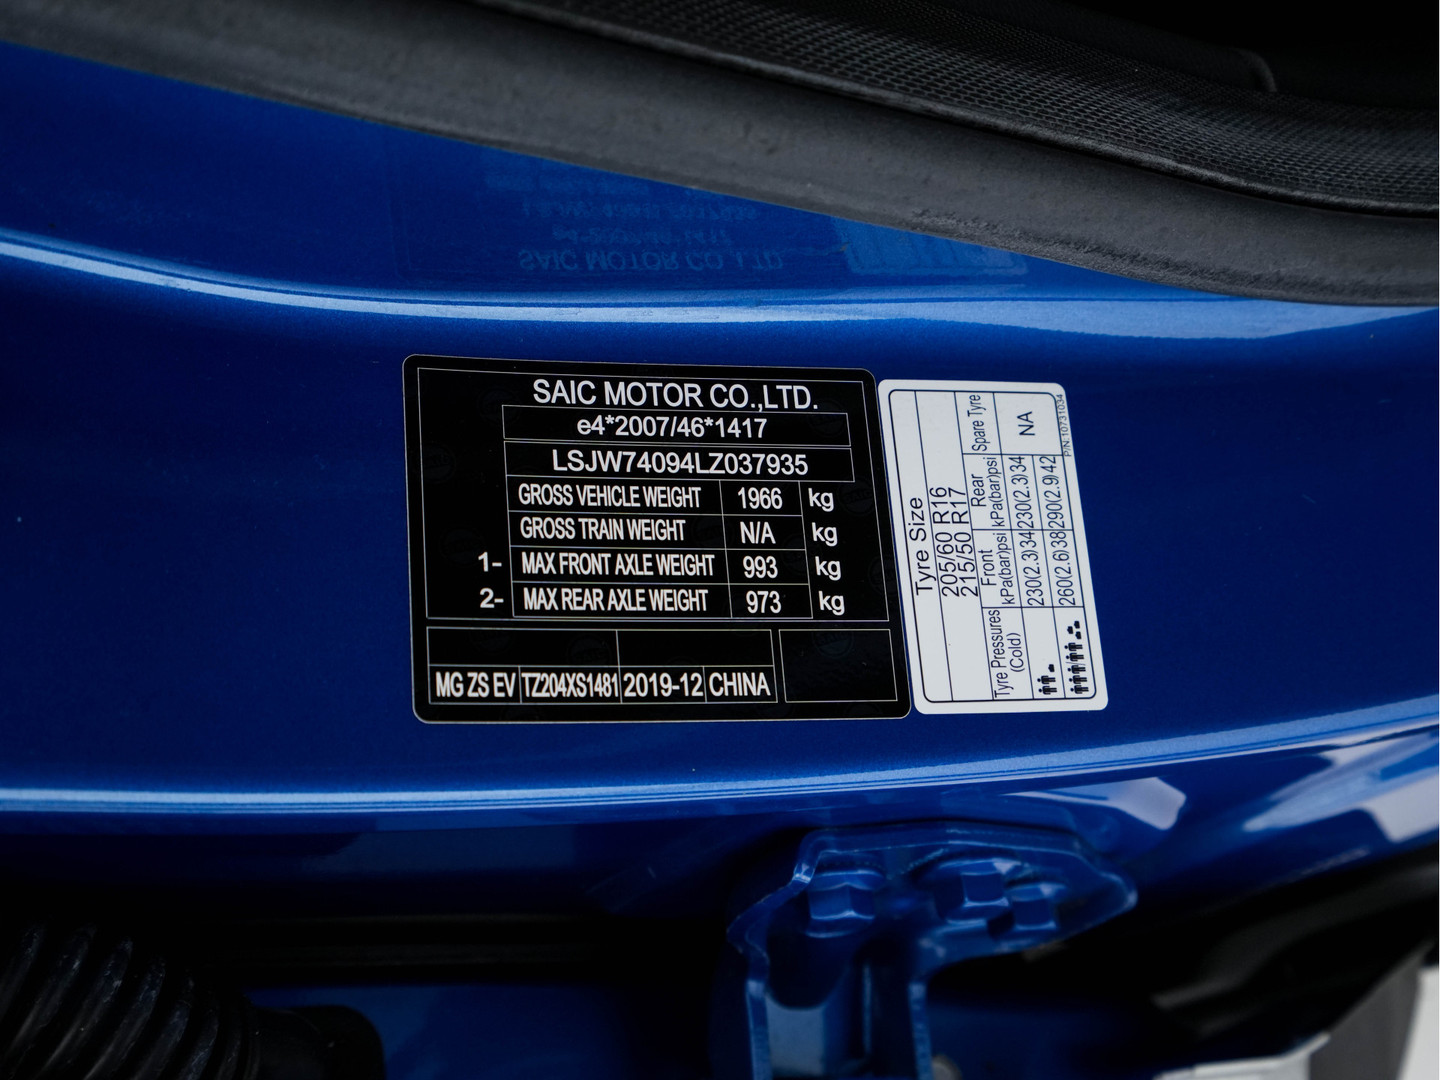 SAIC MOTOR CO.,LTD.
e4*2007/46*1417
LSJW74094LZ037935
GROSS VEHICLE WEIGHT 1966 kg
GROSS TRAIN WEIGHT N/A kg
1- MAX FRONT AXLE WEIGHT 993 kg
2- MAX REAR AXLE WEIGHT 973 kg
MG ZS EV TZ204XS1481 2019-12 CHINA
Tyre Size
205/60 R16
215/50 R17
Tyre Pressures (Cold) Front kPa(bar)psi Rear kPa(bar)psi Spare Tyre
230(2.3)34 230(2.3)34 NA
260(2.6)38 290(2.9)42
P/N:10731034